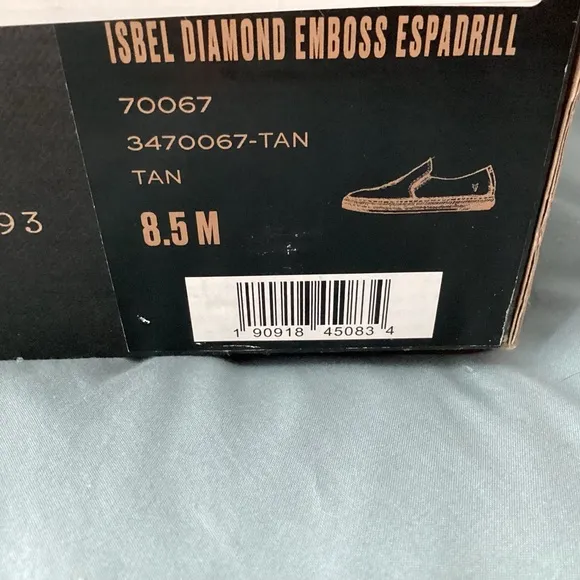 ISBEL DIAMOND EMBOSS ESPADRILL
70067
3470067-TAN
TAN
93
8.5 M
1 90918 45083 4